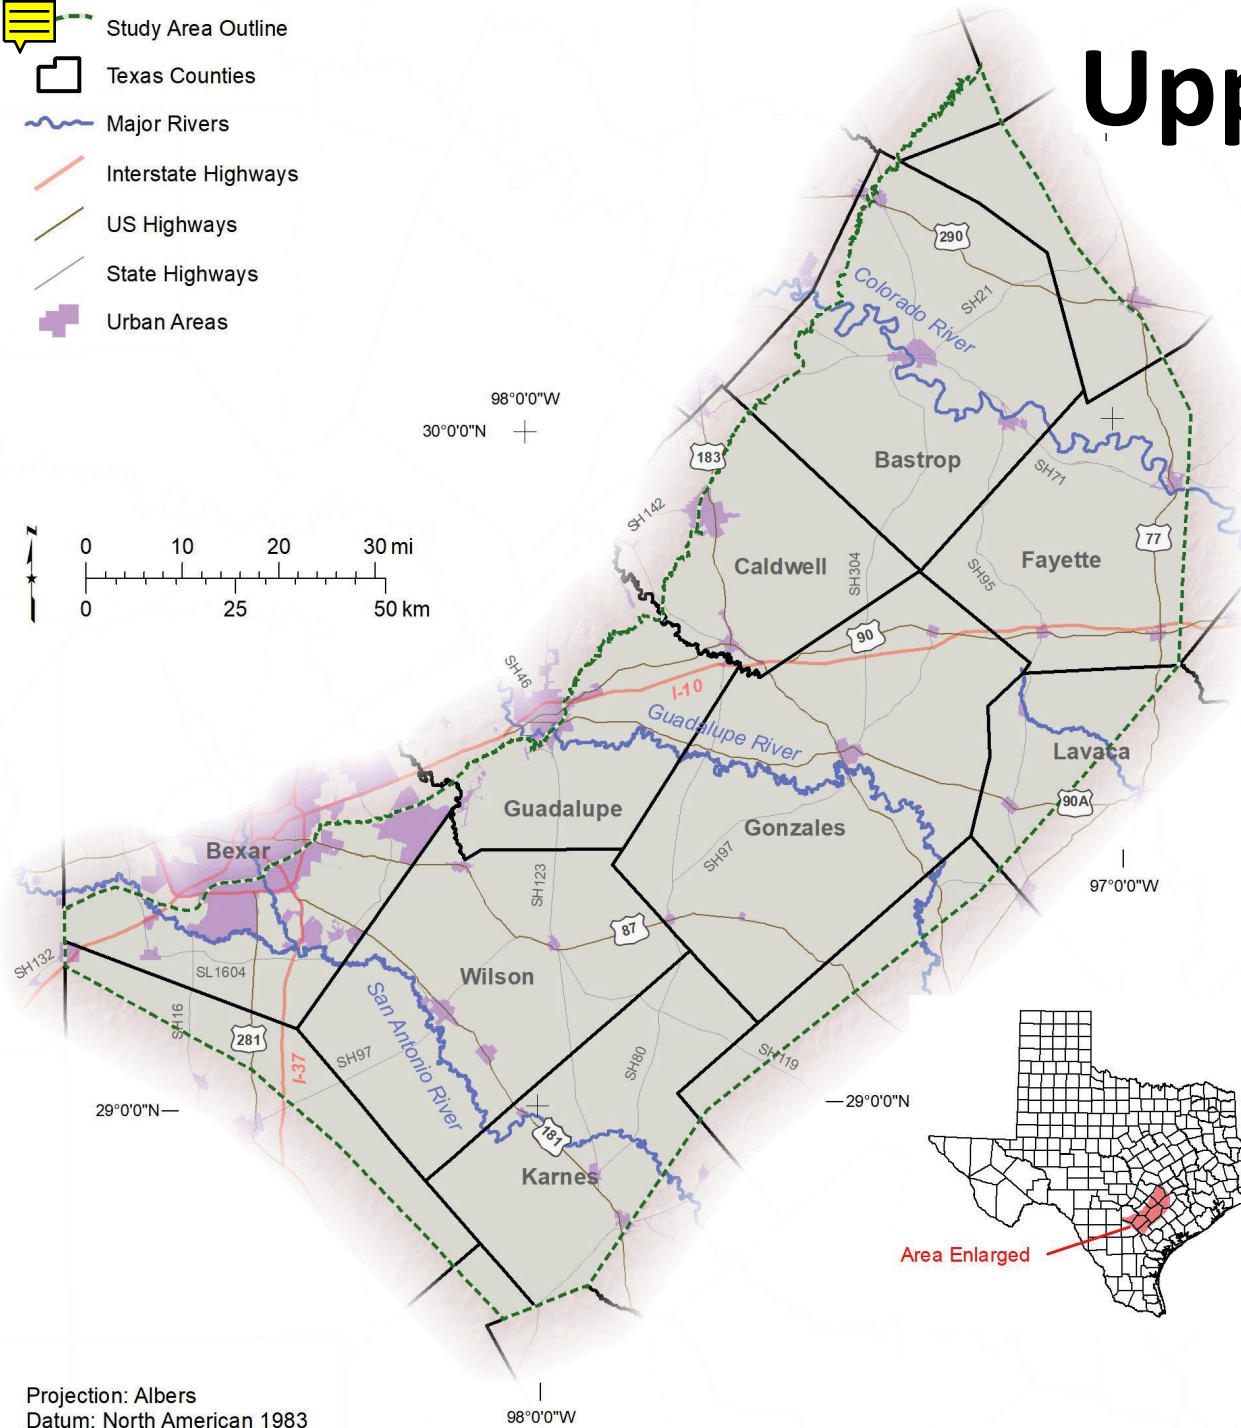 Study Area Outline
Texas Counties
Major Rivers
Interstate Highways
US Highways
State Highways
Urban Areas
Upp
290
Colorado River
SH21
98°0'0"W
30°0'0"N
183
Bastrop
SH71
SH142
N
0 10 20 30 mi
0 25 50 km
77
Caldwell
SH304
SH95
Fayette
90
SH46
I-10
Guadalupe River
Lavaca
90A
Guadalupe
Gonzales
Bexar
SH97
SH123
97°0'0"W
87
SH132
SL1604
Wilson
San Antonio River
SH16
281
I-37
SH97
SH80
SH119
29°0'0"N
29°0'0"N
181
Karnes
Area Enlarged
Projection: Albers
Datum: North American 1983
98°0'0"W